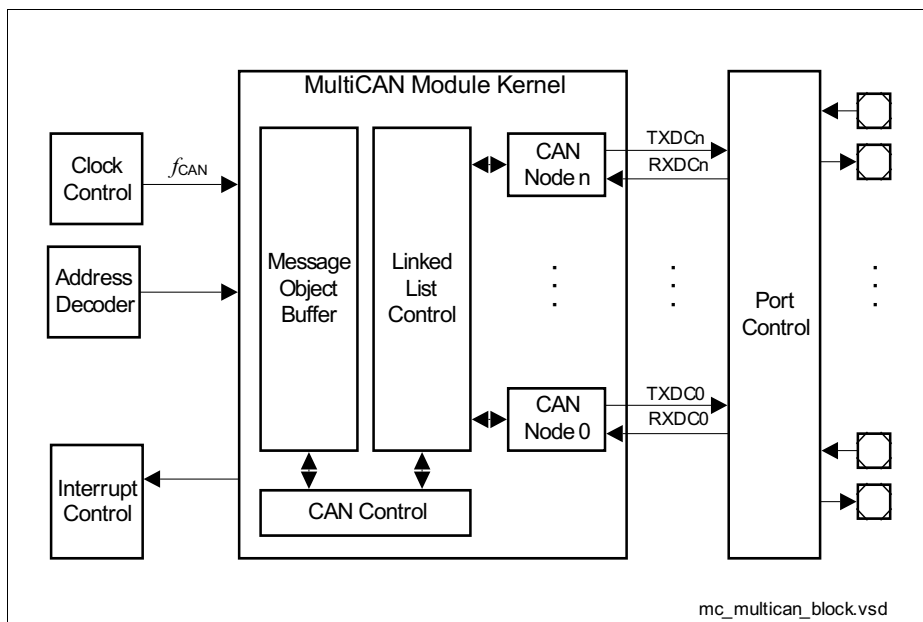 MultiCAN Module Kernel
Clock
Control
fCAN
Address
Decoder
Interrupt
Control
Message
Object
Buffer
Linked
List
Control
CAN Control
CAN
Node n
TXDCn
RXDCn
CAN
Node 0
TXDC0
RXDC0
Port
Control
mc_multican_block.vsd